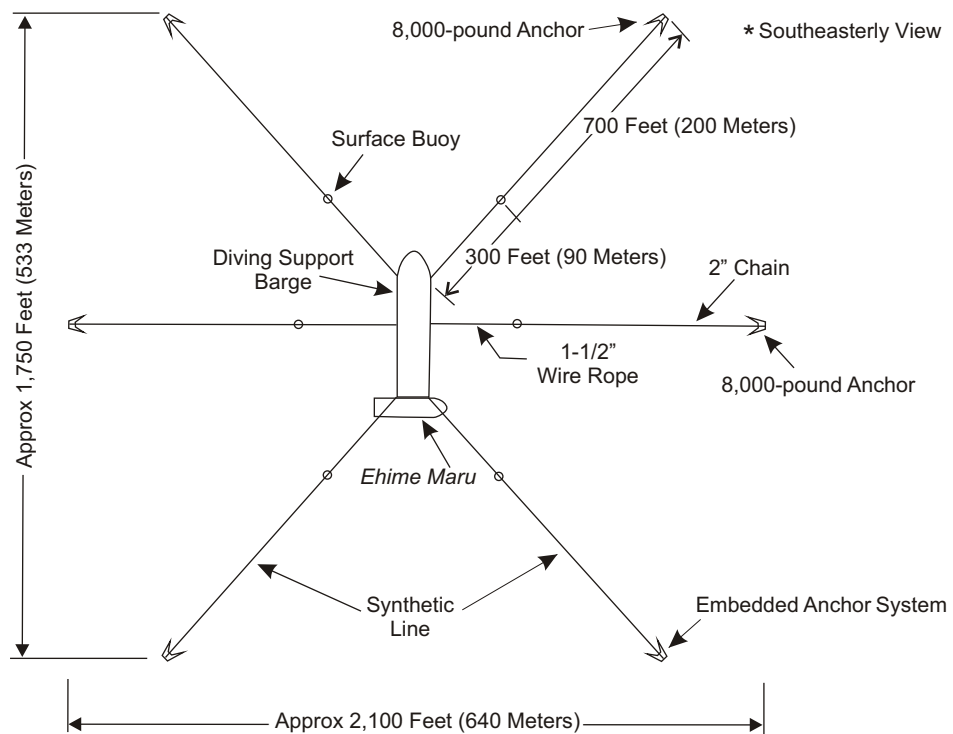 8,000-pound Anchor
* Southeasterly View
700 Feet (200 Meters)
Surface Buoy
Diving Support
Barge
300 Feet (90 Meters)
2” Chain
Approx 1,750 Feet (533 Meters)
1-1/2”
Wire Rope
8,000-pound Anchor
Ehime Maru
Synthetic
Line
Embedded Anchor System
Approx 2,100 Feet (640 Meters)